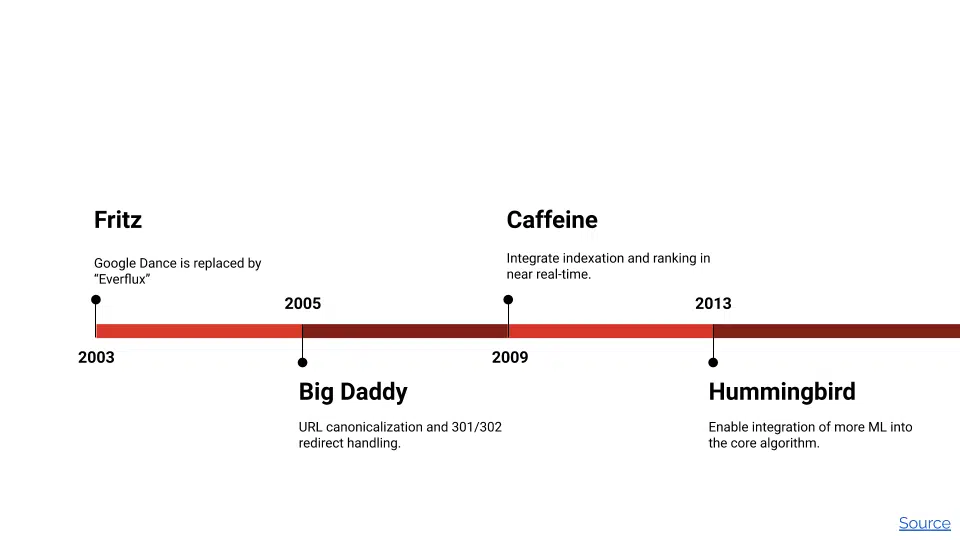 Fritz
Google Dance is replaced by
“Everflux”
2003
2005
Big Daddy
URL canonicalization and 301/302
redirect handling.
Caffeine
Integrate indexation and ranking in
near real-time.
2009
2013
Hummingbird
Enable integration of more ML into
the core algorithm.
Source